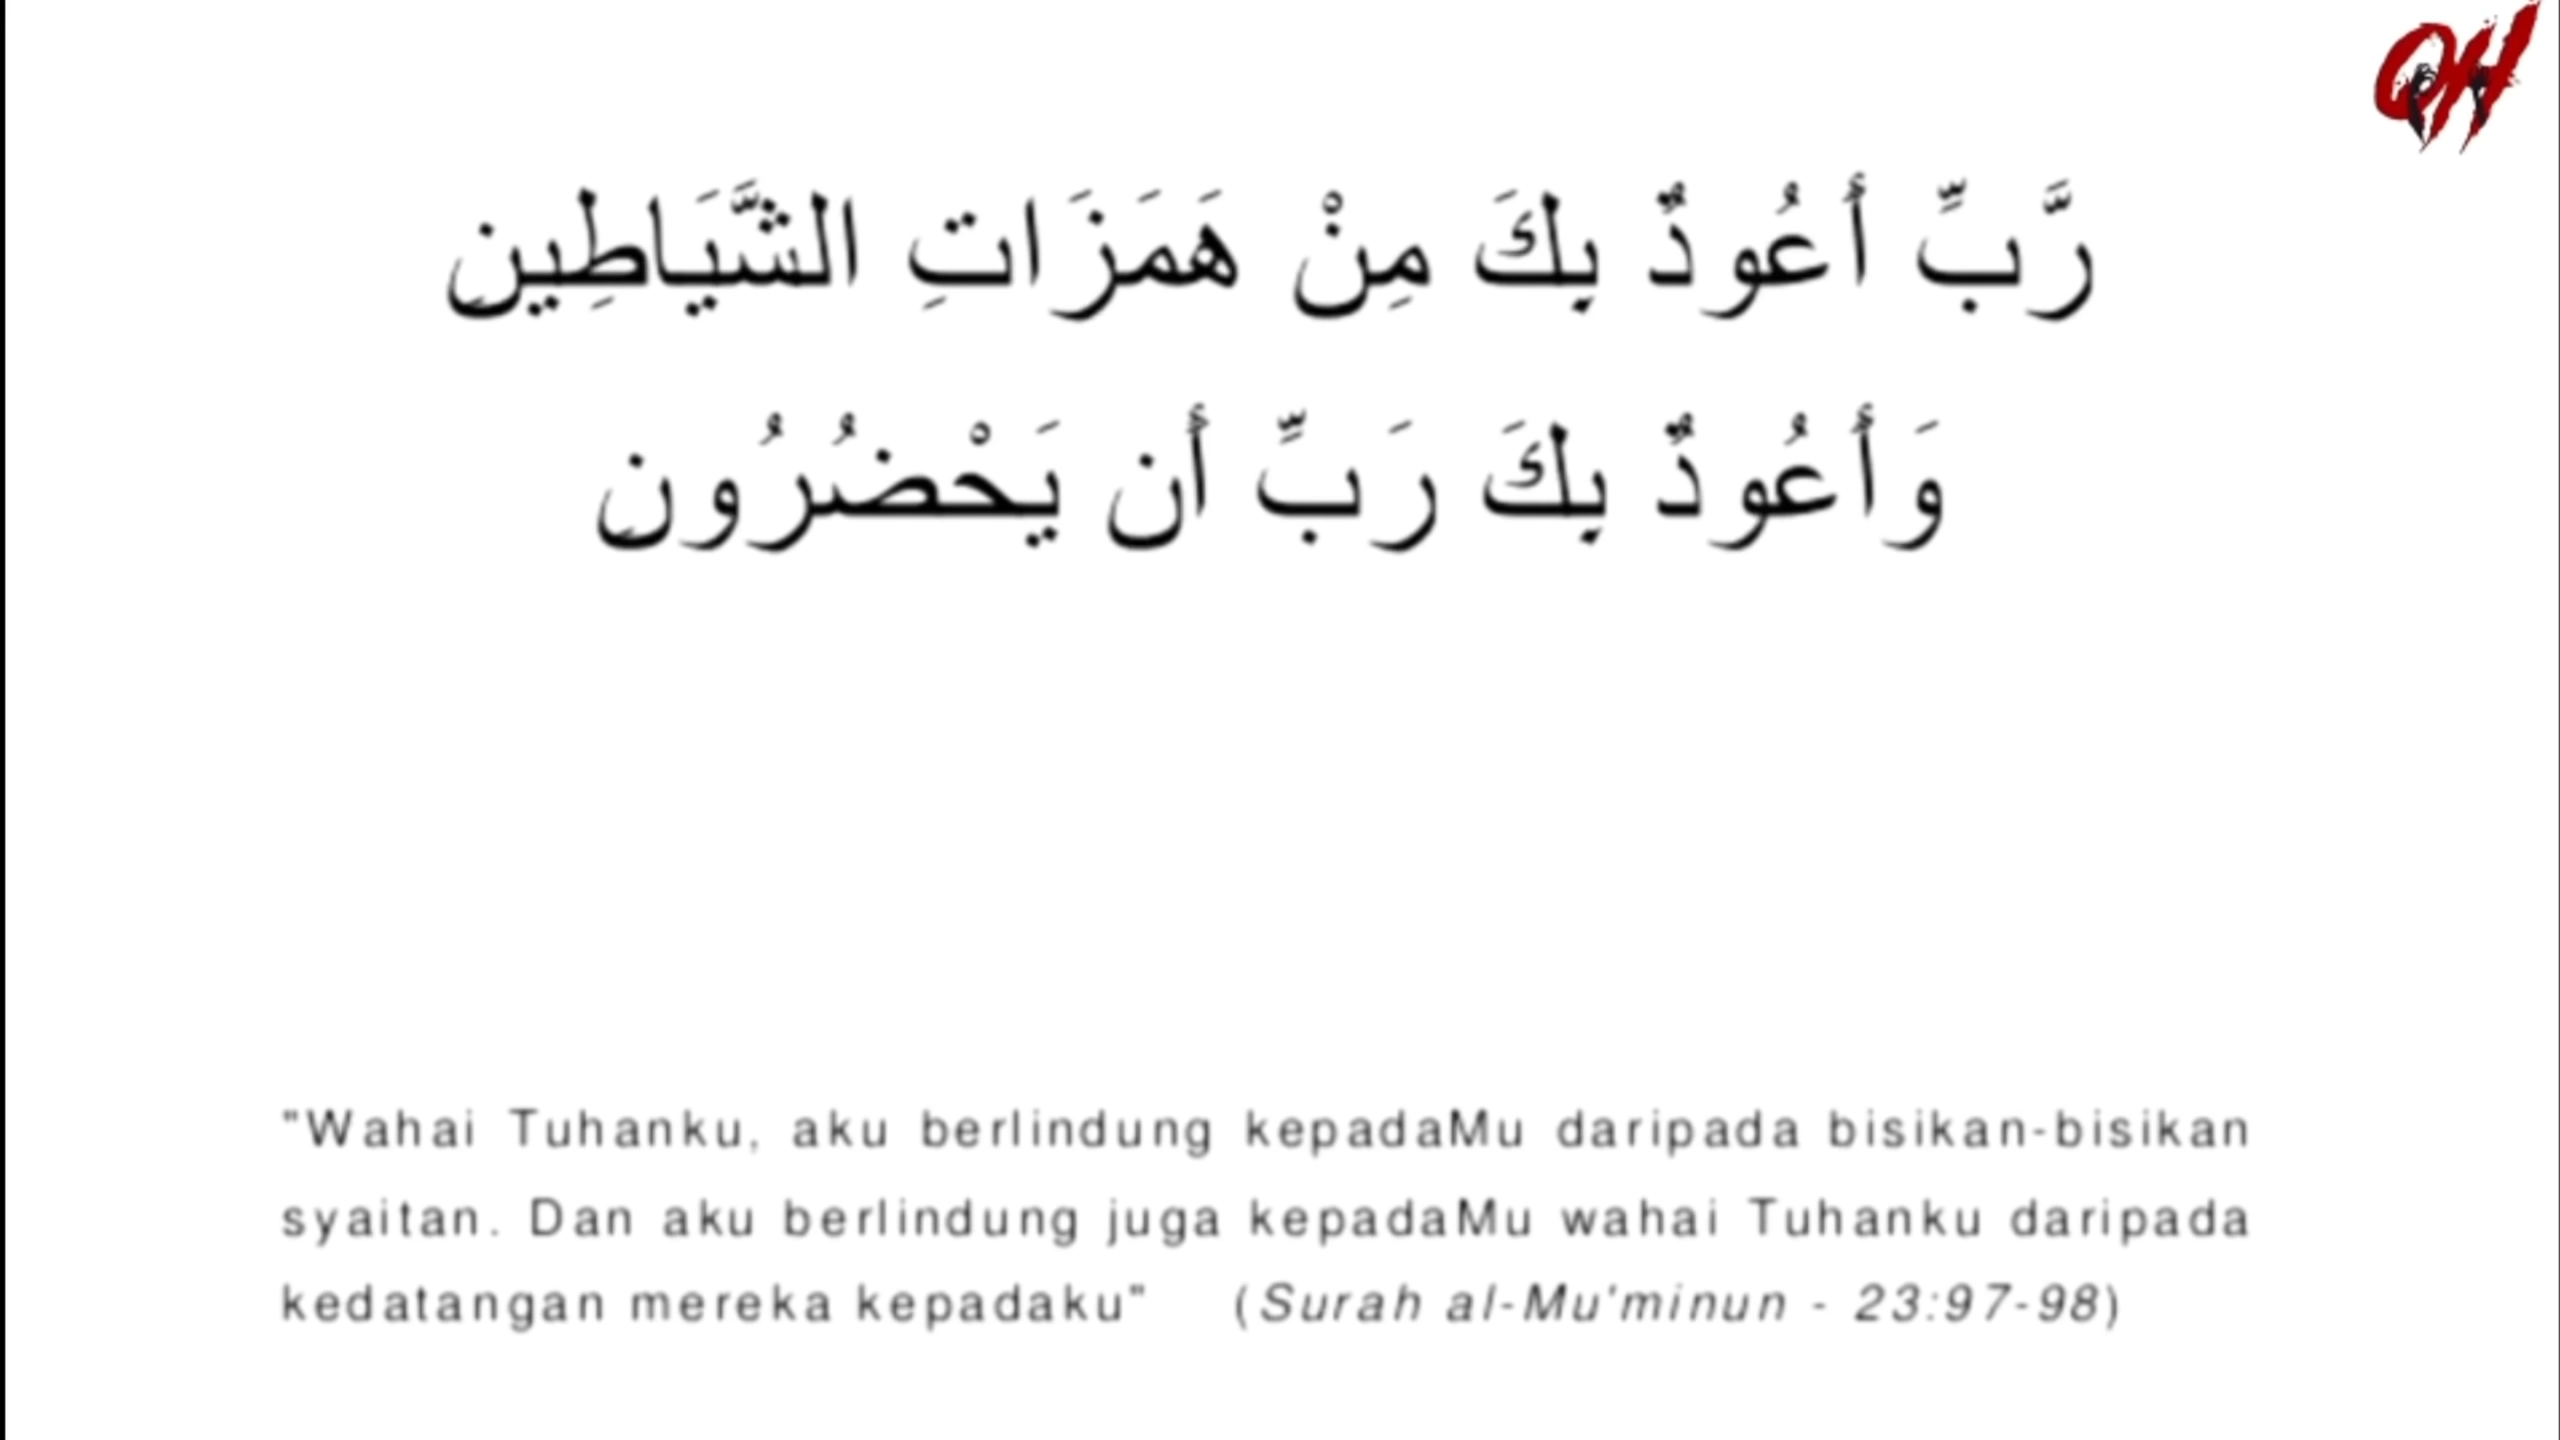 OH
رَّبِّ أَعُوذُ بِكَ مِنْ هَمَزَاتِ الشَّيَاطِينِ
وَأَعُوذُ بِكَ رَبِّ أَن يَحْضُرُونِ
"Wahai Tuhanku, aku berlindung kepadaMu daripada bisikan-bisikan
syaitan. Dan aku berlindung juga kepadaMu wahai Tuhanku daripada
kedatangan mereka kepadaku" (Surah al-Mu'minun - 23:97-98)